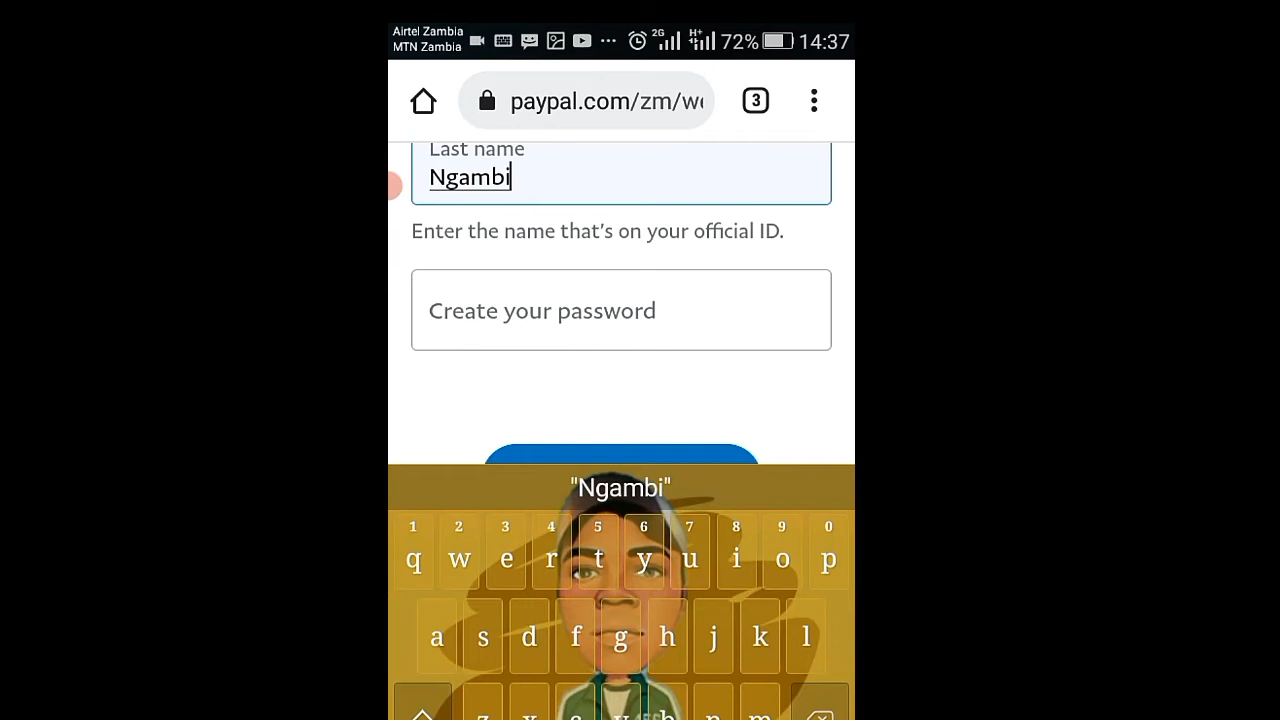 Airtel Zambia
MTN Zambia
2G H+ 72% 14:37
paypal.com/zm/w
3
Last name
Ngambi
Enter the name that's on your official ID.
Create your password
"Ngambi"
1 2 3 4 5 6 7 8 9 0
q w e r t y u i o p
a s d f g h j k l
z x c v b n m